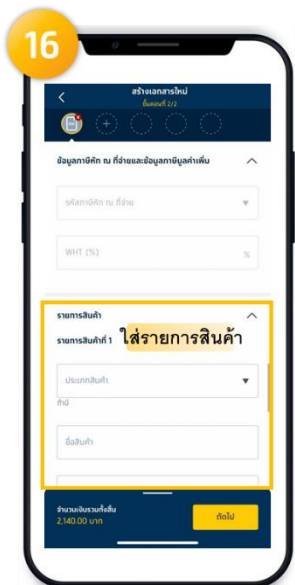 16
สร้างเอกสารใหม่
ขั้นตอนที่ 2/2
ข้อมูลภาษีหัก ณ ที่จ่ายและข้อมูลภาษีมูลค่าเพิ่ม
รหัสภาษีหัก ณ ที่จ่าย
WHT (%)
%
รายการสินค้า
รายการสินค้าที่ 1
ใส่รายการสินค้า
ประเภทสินค้า
ถ้ามี
ชื่อสินค้า
จำนวนเงินรวมทั้งสิ้น
2,140.00 บาท
ถัดไป